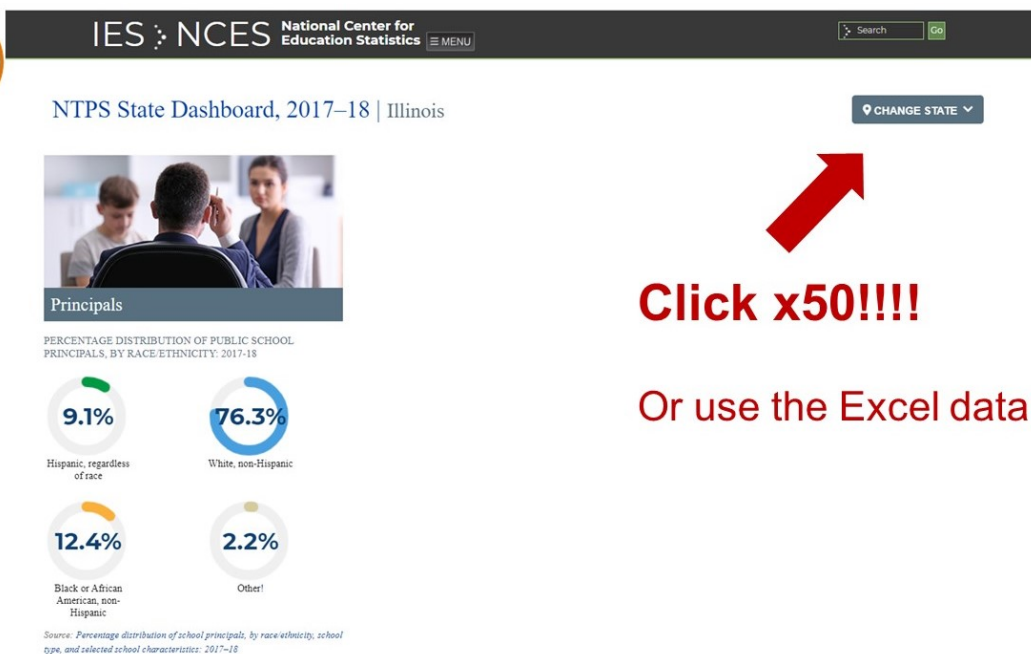 IES NCES National Center for
Education Statistics
MENU
Search
Go
NTPS State Dashboard, 2017–18 | Illinois
CHANGE STATE
Principals
PERCENTAGE DISTRIBUTION OF PUBLIC SCHOOL
PRINCIPALS, BY RACE/ETHNICITY: 2017-18
9.1%
Hispanic, regardless
of race
76.3%
White, non-Hispanic
12.4%
Black or African
American, non-
Hispanic
2.2%
Other!
Source: Percentage distribution of school principals, by race/ethnicity, school
type, and selected school characteristics: 2017–18
Click x50!!!!
Or use the Excel data